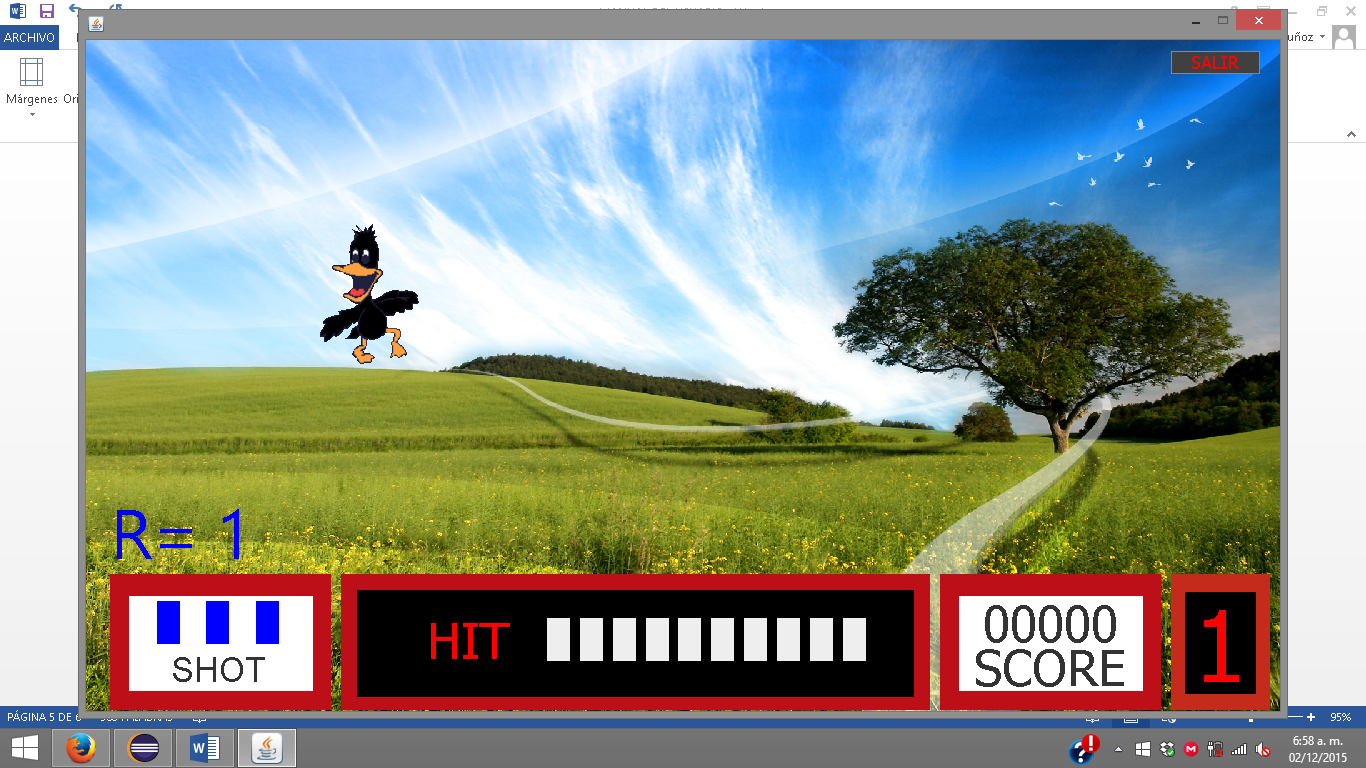 ARCHIVO
uñoz
Márgenes Ori
SALIR
R= 1
HIT
SHOT
00000
SCORE
1
PÁGINA 5 DE
95%
6:58 a. m.
02/12/2015